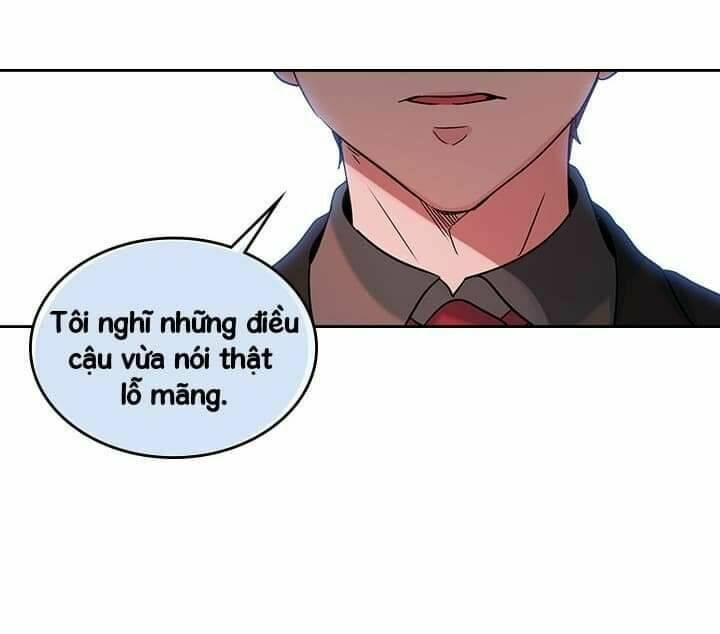 Tôi nghĩ những điều
cậu vừa nói thật
lỗ mãng.